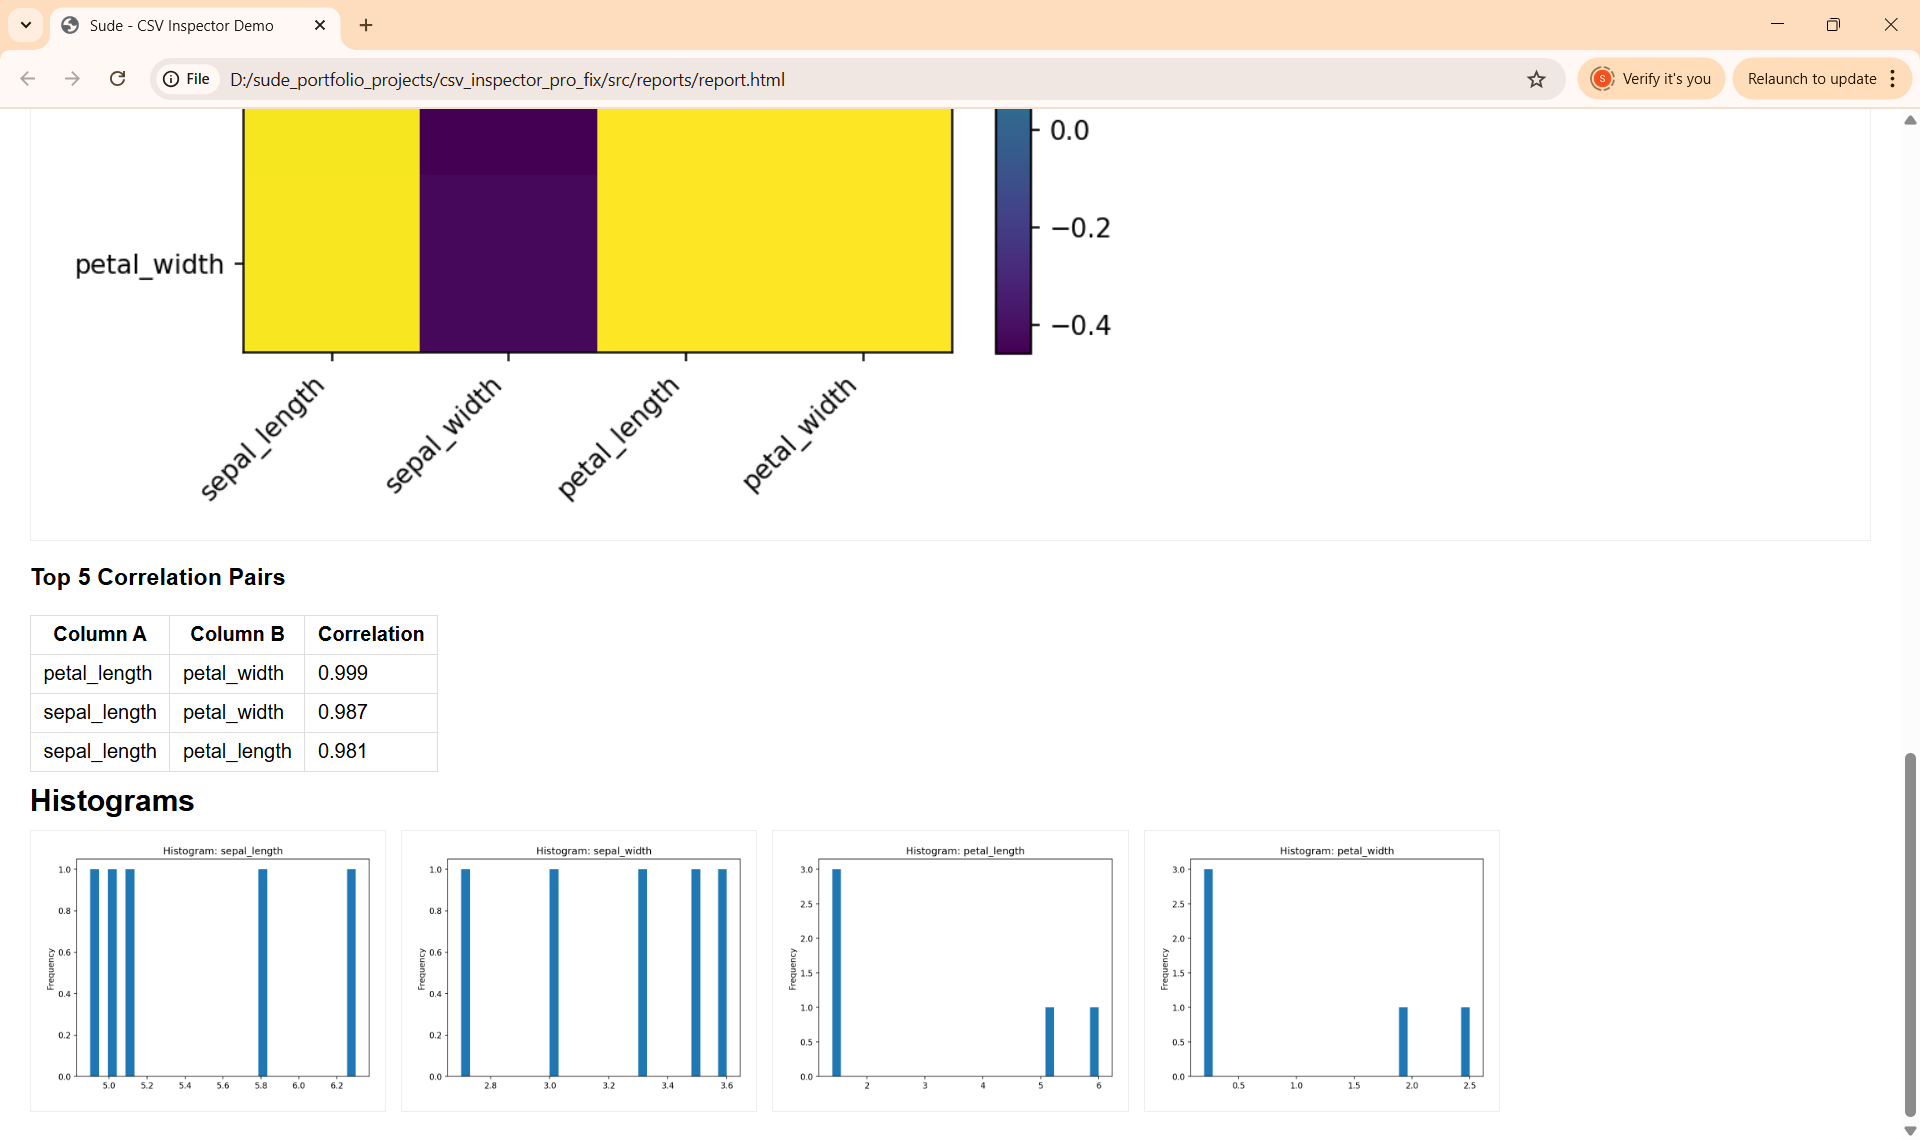 Sude - CSV Inspector Demo
File
D:/sude_portfolio_projects/csv_inspector_pro_fix/src/reports/report.html
S
Verify it's you
Relaunch to update
0.0
−0.2
−0.4
petal_width
sepal_length
sepal_width
petal_length
petal_width
Top 5 Correlation Pairs
Column A Column B Correlation
petal_length petal_width 0.999
sepal_length petal_width 0.987
sepal_length petal_length 0.981
Histograms
Histogram: sepal_length
Frequency
1.0
0.8
0.6
0.4
0.2
0.0
5.0 5.2 5.4 5.6 5.8 6.0 6.2
Histogram: sepal_width
Frequency
1.0
0.8
0.6
0.4
0.2
0.0
2.8 3.0 3.2 3.4 3.6
Histogram: petal_length
Frequency
3.0
2.5
2.0
1.5
1.0
0.5
0.0
2 3 4 5 6
Histogram: petal_width
Frequency
3.0
2.5
2.0
1.5
1.0
0.5
0.0
0.5 1.0 1.5 2.0 2.5